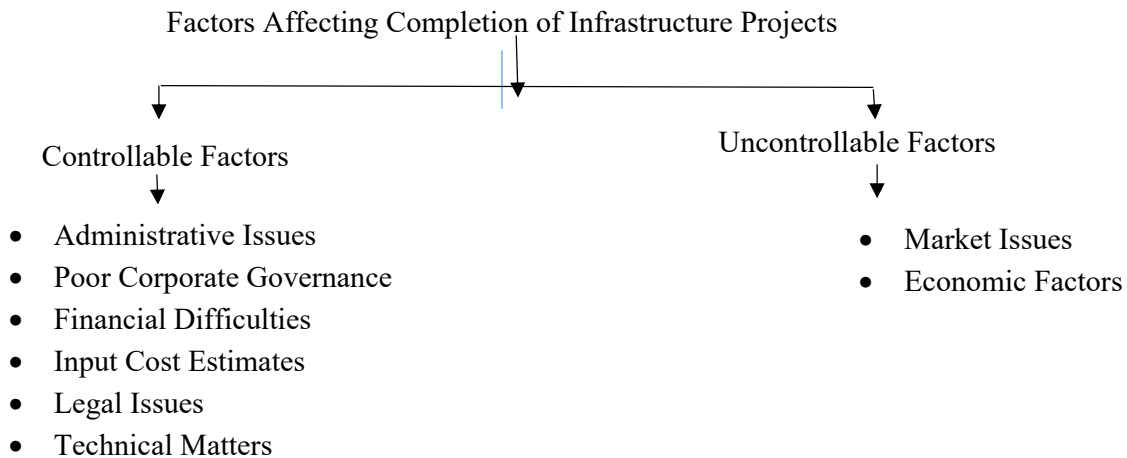 Factors Affecting Completion of Infrastructure Projects
Controllable Factors
• Administrative Issues
• Poor Corporate Governance
• Financial Difficulties
• Input Cost Estimates
• Legal Issues
• Technical Matters
Uncontrollable Factors
• Market Issues
• Economic Factors